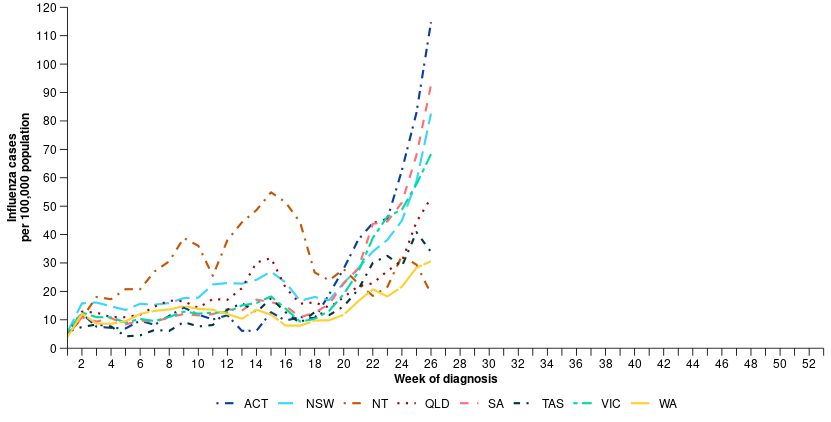 120
110
100
90
80
70
60
50
40
30
20
10
0
Influenza cases
per 100,000 population
2 4 6 8 10 12 14 16 18 20 22 24 26 28 30 32 34 36 38 40 42 44 46 48 50 52
Week of diagnosis
ACT NSW NT QLD SA TAS VIC WA